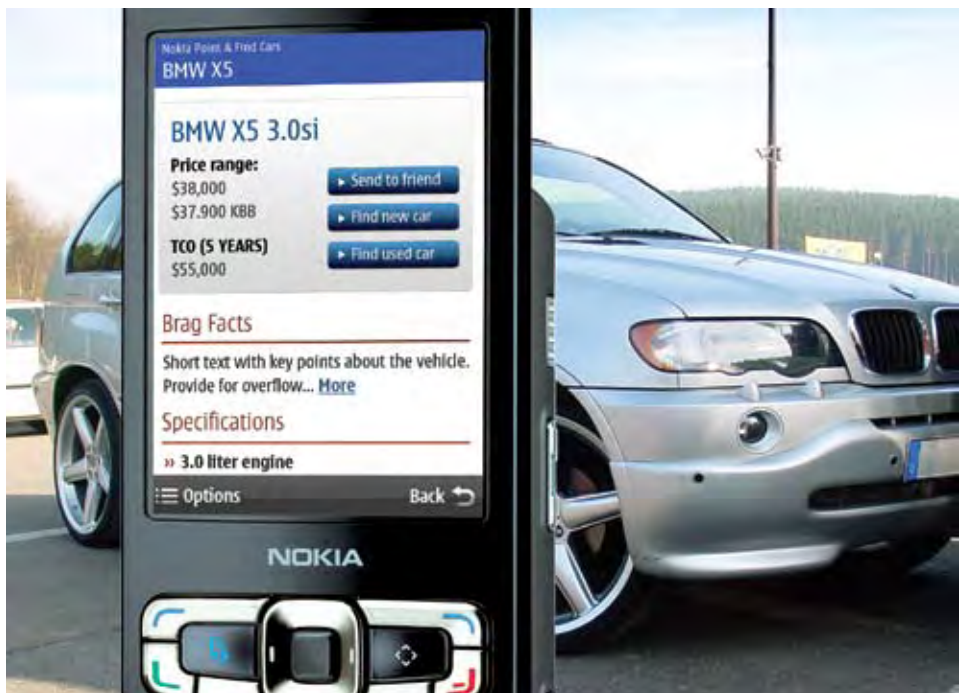 Nokia Point & Find Cars
BMW X5
BMW X5 3.0si
Price range:
$38,000
$37.900 KBB
TCO (5 YEARS)
$55,000
Send to friend
Find new car
Find used car
Brag Facts
Short text with key points about the vehicle.
Provide for overflow... More
Specifications
» 3.0 liter engine
Options
Back
NOKIA